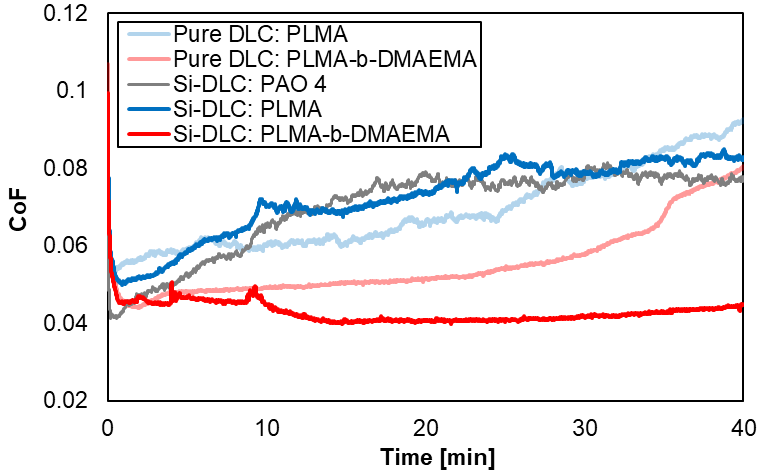 0.12
0.1
0.08
0.06
0.04
0.02
CoF
Pure DLC: PLMA
Pure DLC: PLMA-b-DMAEMA
Si-DLC: PAO 4
Si-DLC: PLMA
Si-DLC: PLMA-b-DMAEMA
0 10 20 30 40
Time [min]